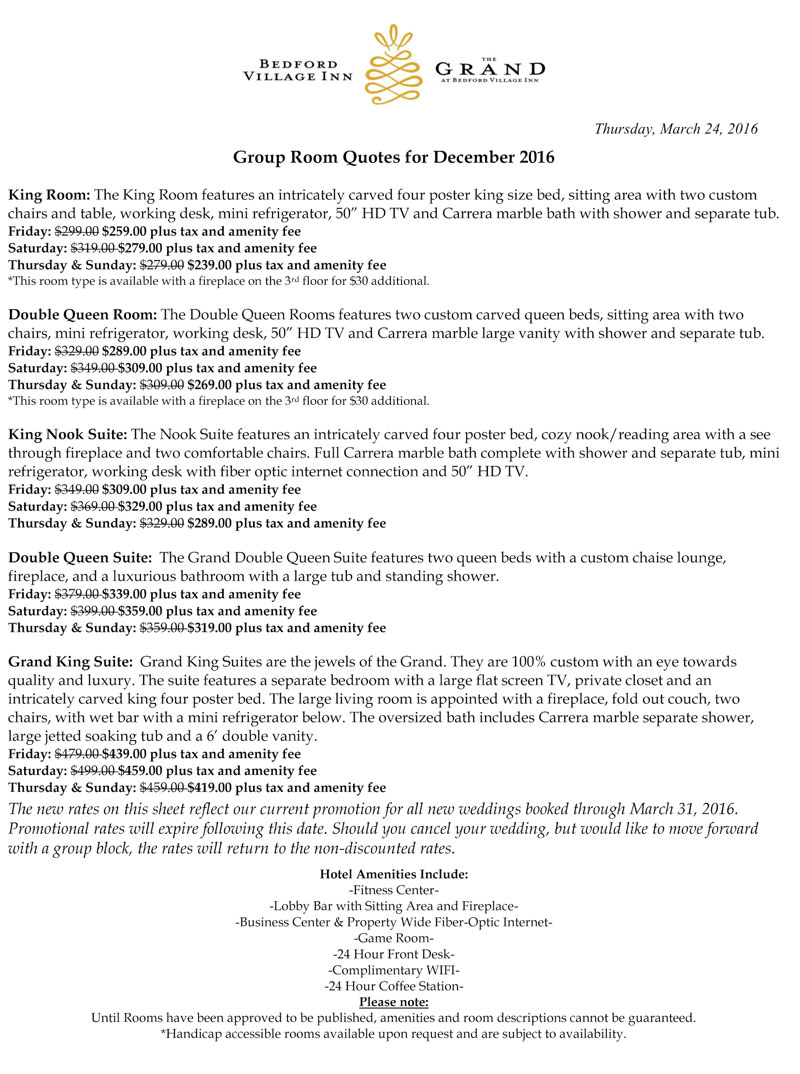 BEDFORD
VILLAGE INN
THE
GRAND
AT BEDFORD VILLAGE INN
Thursday, March 24, 2016
Group Room Quotes for December 2016
King Room: The King Room features an intricately carved four poster king size bed, sitting area with two custom
chairs and table, working desk, mini refrigerator, 50” HD TV and Carrera marble bath with shower and separate tub.
Friday: $299.00 $259.00 plus tax and amenity fee
Saturday: $319.00 $279.00 plus tax and amenity fee
Thursday & Sunday: $279.00 $239.00 plus tax and amenity fee
*This room type is available with a fireplace on the 3rd floor for $30 additional.
Double Queen Room: The Double Queen Rooms features two custom carved queen beds, sitting area with two
chairs, mini refrigerator, working desk, 50” HD TV and Carrera marble large vanity with shower and separate tub.
Friday: $329.00 $289.00 plus tax and amenity fee
Saturday: $349.00 $309.00 plus tax and amenity fee
Thursday & Sunday: $309.00 $269.00 plus tax and amenity fee
*This room type is available with a fireplace on the 3rd floor for $30 additional.
King Nook Suite: The Nook Suite features an intricately carved four poster bed, cozy nook/reading area with a see
through fireplace and two comfortable chairs. Full Carrera marble bath complete with shower and separate tub, mini
refrigerator, working desk with fiber optic internet connection and 50” HD TV.
Friday: $349.00 $309.00 plus tax and amenity fee
Saturday: $369.00 $329.00 plus tax and amenity fee
Thursday & Sunday: $329.00 $289.00 plus tax and amenity fee
Double Queen Suite: The Grand Double Queen Suite features two queen beds with a custom chaise lounge,
fireplace, and a luxurious bathroom with a large tub and standing shower.
Friday: $379.00 $339.00 plus tax and amenity fee
Saturday: $399.00 $359.00 plus tax and amenity fee
Thursday & Sunday: $359.00 $319.00 plus tax and amenity fee
Grand King Suite: Grand King Suites are the jewels of the Grand. They are 100% custom with an eye towards
quality and luxury. The suite features a separate bedroom with a large flat screen TV, private closet and an
intricately carved king four poster bed. The large living room is appointed with a fireplace, fold out couch, two
chairs, with wet bar with a mini refrigerator below. The oversized bath includes Carrera marble separate shower,
large jetted soaking tub and a 6’ double vanity.
Friday: $479.00 $439.00 plus tax and amenity fee
Saturday: $499.00 $459.00 plus tax and amenity fee
Thursday & Sunday: $459.00 $419.00 plus tax and amenity fee
The new rates on this sheet reflect our current promotion for all new weddings booked through March 31, 2016.
Promotional rates will expire following this date. Should you cancel your wedding, but would like to move forward
with a group block, the rates will return to the non-discounted rates.
Hotel Amenities Include:
-Fitness Center-
-Lobby Bar with Sitting Area and Fireplace-
-Business Center & Property Wide Fiber-Optic Internet-
-Game Room-
-24 Hour Front Desk-
-Complimentary WIFI-
-24 Hour Coffee Station-
Please note:
Until Rooms have been approved to be published, amenities and room descriptions cannot be guaranteed.
*Handicap accessible rooms available upon request and are subject to availability.